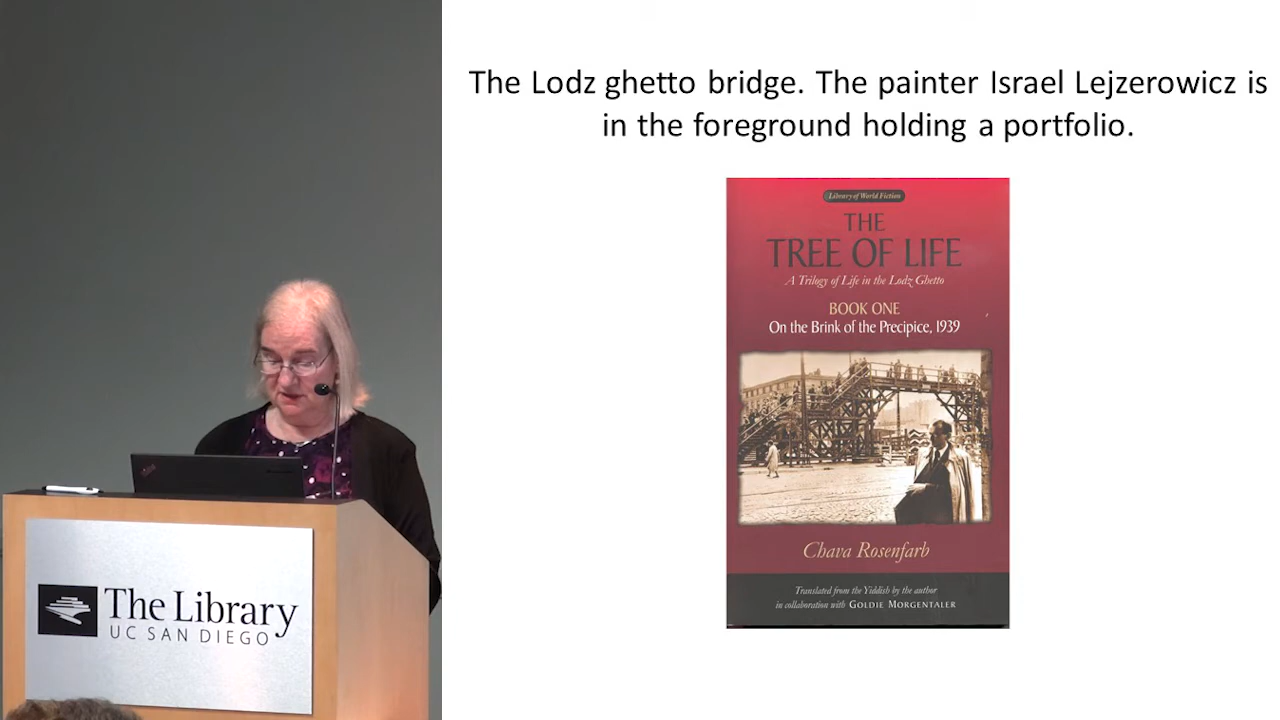 The Lodz ghetto bridge. The painter Israel Lejzerowicz is
in the foreground holding a portfolio.
Library of World Fiction
THE
TREE OF LIFE
A Trilogy of Life in the Lodz Ghetto
BOOK ONE
On the Brink of the Precipice, 1939
Chava Rosenfarb
Translated from the Yiddish by the author
in collaboration with GOLDIE MORGENTALER
The Library
UC SAN DIEGO